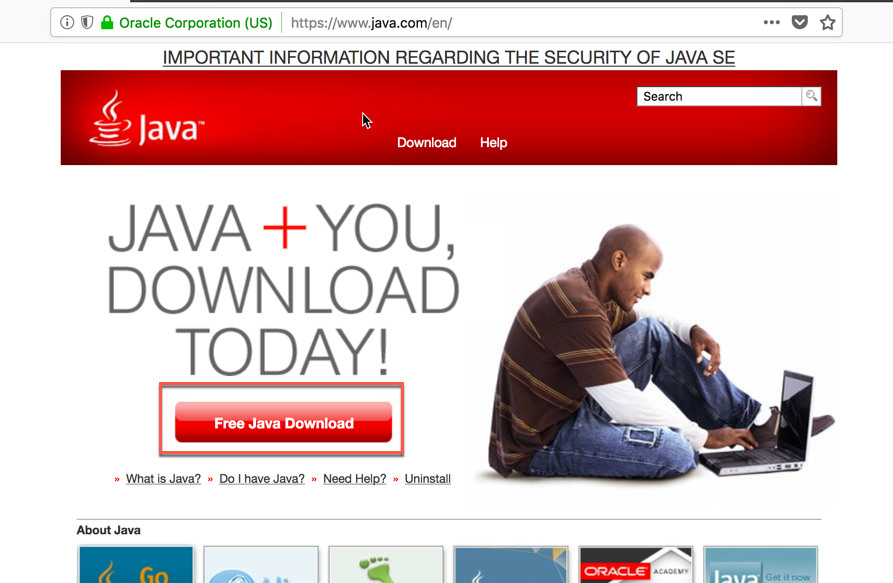 Oracle Corporation (US) https://www.java.com/en/
IMPORTANT INFORMATION REGARDING THE SECURITY OF JAVA SE
Search
Java™
Download Help
JAVA + YOU,
DOWNLOAD
TODAY!
Free Java Download
» What is Java? » Do I have Java? » Need Help? » Uninstall
About Java
Go
ORACLE ACADEMY
Java Get it now